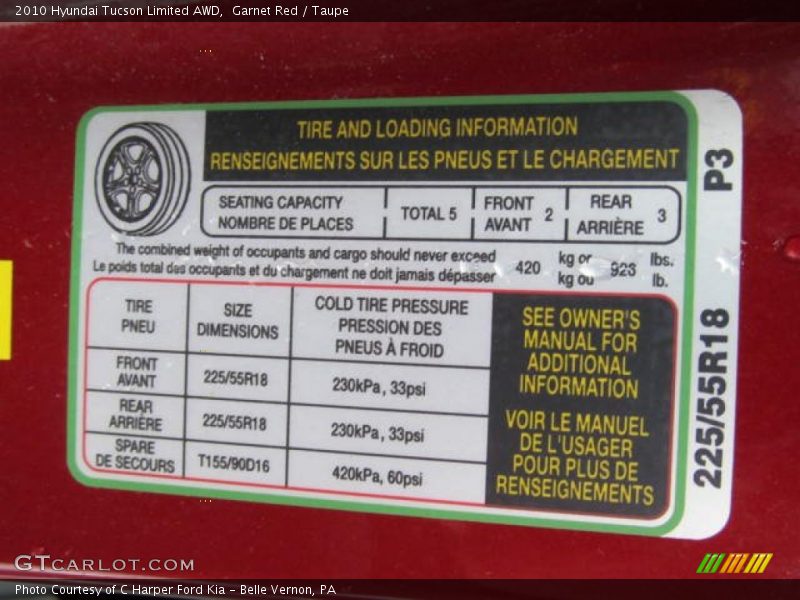 2010 Hyundai Tucson Limited AWD,  Garnet Red / Taupe
TIRE AND LOADING INFORMATION
RENSEIGNEMENTS SUR LES PNEUS ET LE CHARGEMENT
SEATING CAPACITY
NOMBRE DE PLACES
TOTAL 5
FRONT
AVANT
2
REAR
ARRIÈRE
3
The combined weight of occupants and cargo should never exceed
Le poids total des occupants et du chargement ne doit jamais dépasser
420
kg or
kg ou
923
lbs.
lb.
TIRE
PNEU
SIZE
DIMENSIONS
COLD TIRE PRESSURE
PRESSION DES
PNEUS À FROID
FRONT
AVANT
225/55R18
230kPa, 33psi
REAR
ARRIÈRE
225/55R18
230kPa, 33psi
SPARE
DE SECOURS
T155/90D16
420kPa, 60psi
SEE OWNER'S
MANUAL FOR
ADDITIONAL
INFORMATION
VOIR LE MANUEL
DE L'USAGER
POUR PLUS DE
RENSEIGNEMENTS
225/55R18
P3
GTCARLOT.COM
Photo Courtesy of C Harper Ford Kia - Belle Vernon, PA